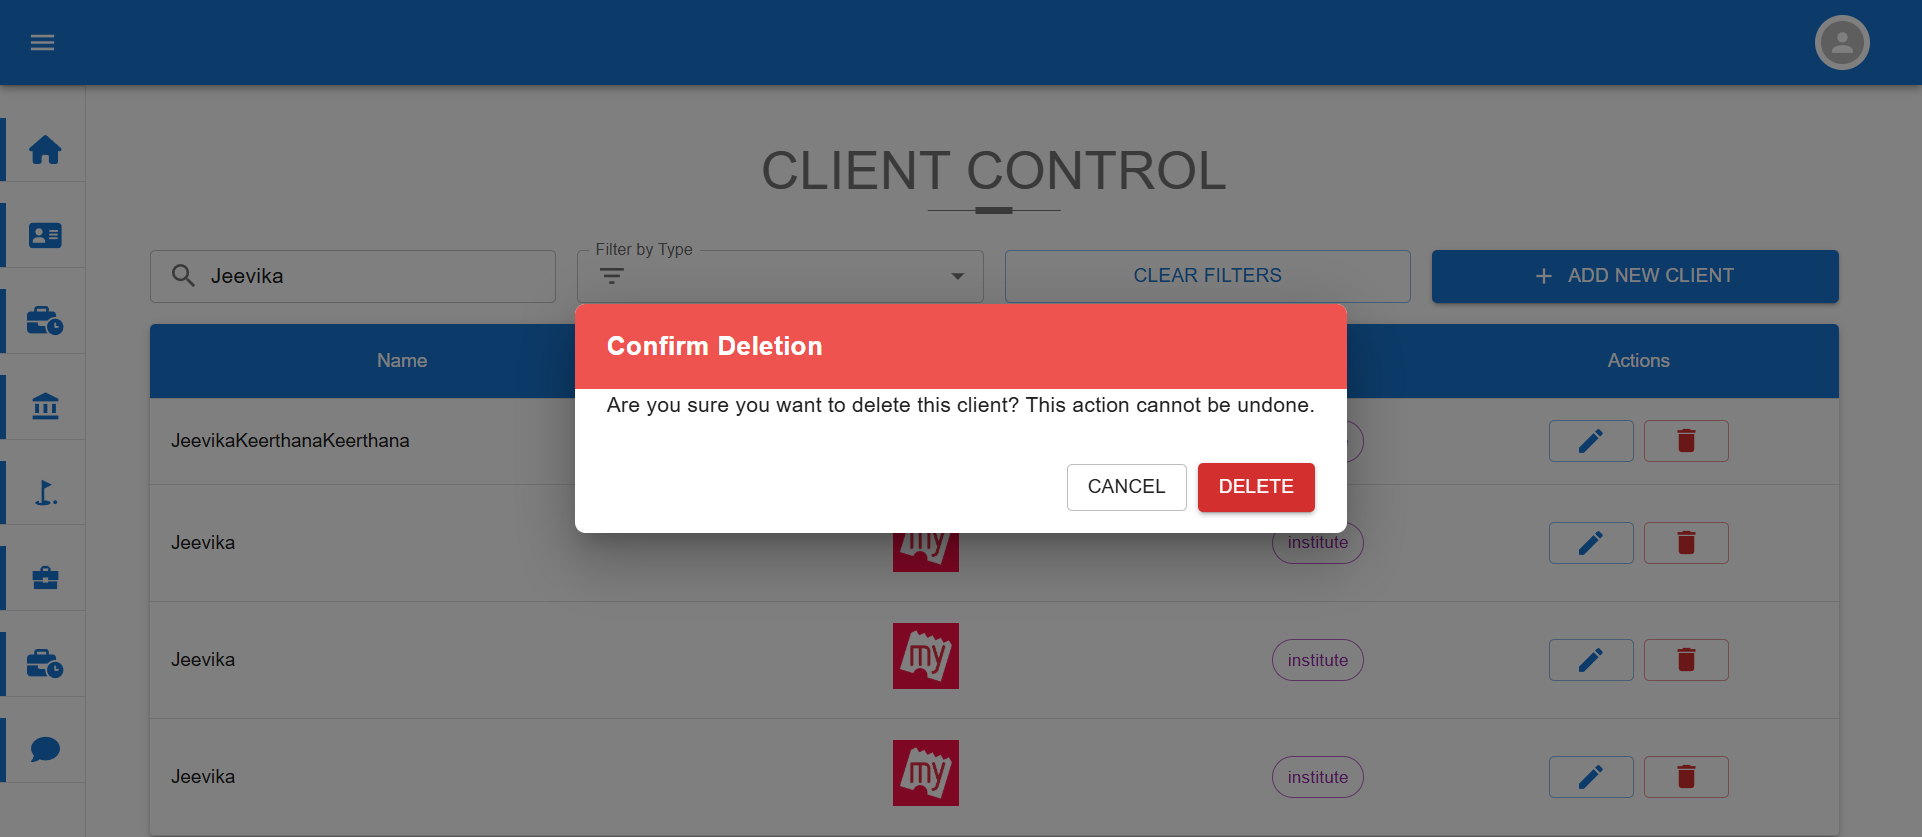 CLIENT CONTROL
Filter by Type
Jeevika
CLEAR FILTERS
ADD NEW CLIENT
Name
Actions
Confirm Deletion
Are you sure you want to delete this client? This action cannot be undone.
CANCEL
DELETE
JeevikaKeerthanaKeerthana
Jeevika
my
institute
Jeevika
my
institute
Jeevika
my
institute